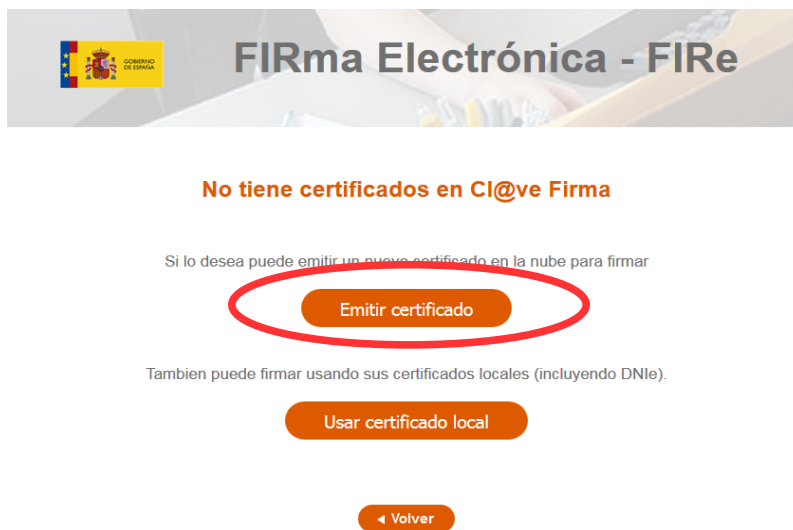 GOBIERNO
DE ESPAÑA
FIRma Electrónica - FIRe
No tiene certificados en Cl@ve Firma
Si lo desea puede emitir un nuevo certificado en la nube para firmar
Emitir certificado
Tambien puede firmar usando sus certificados locales (incluyendo DNIe).
Usar certificado local
Volver